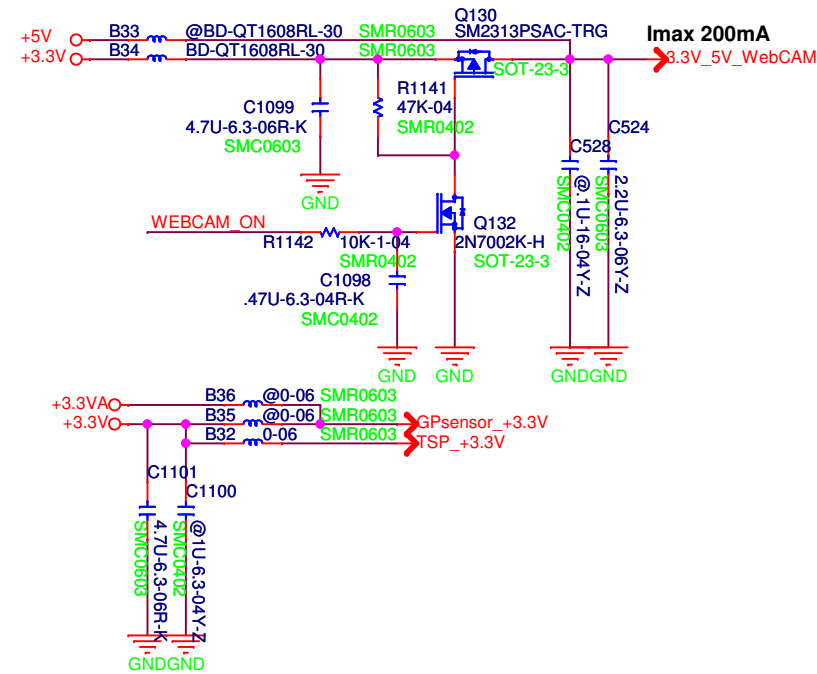 Q130
B33 @BD-QT1608RL-30 SMR0603 SM2313PSAC-TRG
+5V
Imax 200mA
B34 BD-QT1608RL-30 SMR0603
+3.3V
3.3V_5V_WebCAM
SOT-23-3
R1141
C1099 47K-04
4.7U-6.3-06R-K SMR0402
SMC0603
C524
C528
GND
SMC0402
@.1U-16-04Y-Z
SMC0603
2.2U-6.3-06Y-Z
WEBCAM_ON
Q132
R1142 10K-1-04 2N7002K-H
SMR0402 SOT-23-3
C1098
.47U-6.3-04R-K
SMC0402
GND GND GND GND
B36 @0-06 SMR0603
+3.3VA
B35 @0-06 SMR0603
+3.3V
GPsensor_+3.3V
B32 0-06 SMR0603
TSP_+3.3V
C1101
C1100
SMC0603
4.7U-6.3-06R-K
SMC0402
@1U-6.3-04Y-Z
GND GND